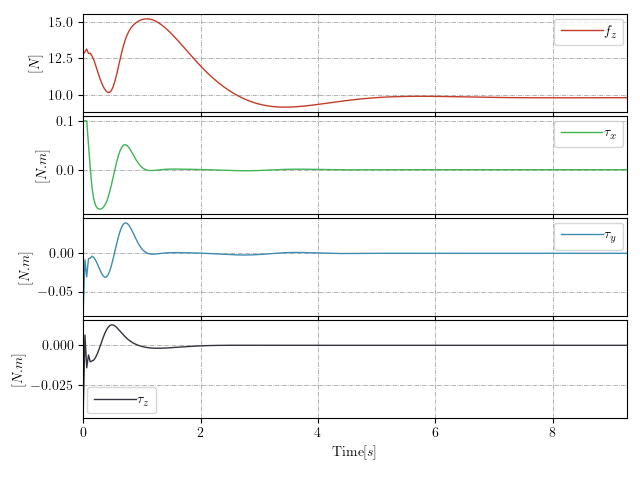 15.0
12.5
10.0
[N]
f_z
0.1
0.0
[N.m]
τ_x
0.00
−0.05
[N.m]
τ_y
0.000
−0.025
[N.m]
τ_z
0 2 4 6 8
Time[s]